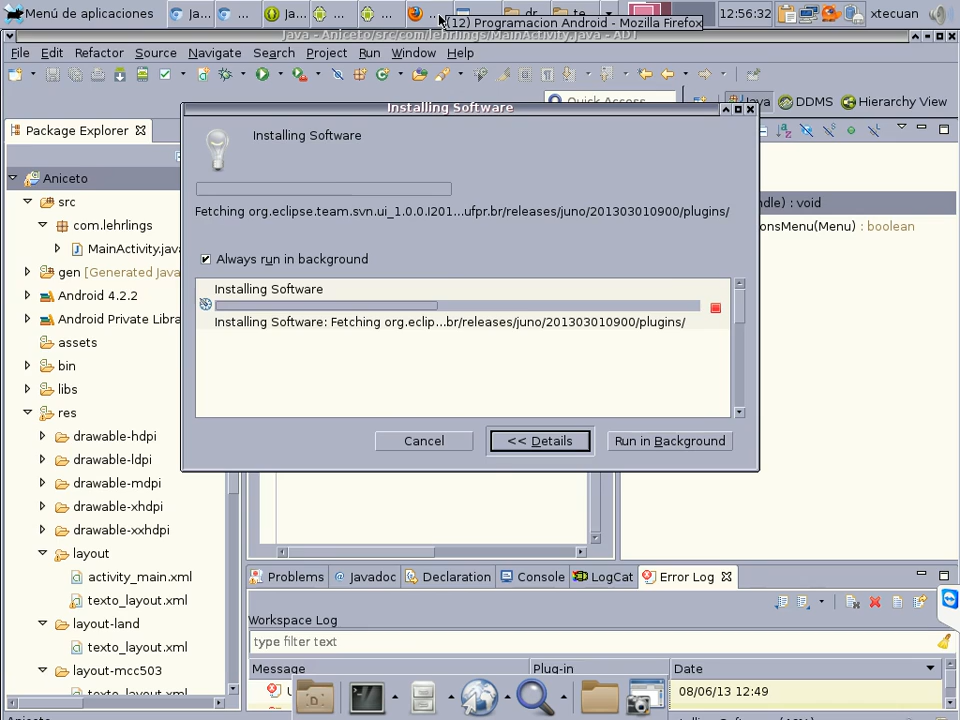 Menú de aplicaciones
Ja...
...
Ja...
...
...
...
dr...
te...
12:56:32
xtecuan
(12) Programacion Android - Mozilla Firefox
Java - Aniceto/src/com/lehrlings/MainActivity.java - ADT
File Edit Refactor Source Navigate Search Project Run Window Help
Quick Access
Java
DDMS
Hierarchy View
Package Explorer
Aniceto
src
com.lehrlings
MainActivity.java
gen [Generated Java
Android 4.2.2
Android Private Libra
assets
bin
libs
res
drawable-hdpi
drawable-ldpi
drawable-mdpi
drawable-xhdpi
drawable-xxhdpi
layout
activity_main.xml
texto_layout.xml
layout-land
texto_layout.xml
layout-mcc503
texto_layout.xml
Installing Software
Installing Software
Fetching org.eclipse.team.svn.ui_1.0.0.I201...ufpr.br/releases/juno/201303010900/plugins/
Always run in background
Installing Software
Installing Software: Fetching org.eclip...br/releases/juno/201303010900/plugins/
Cancel
<< Details
Run in Background
ndle) : void
onsMenu(Menu) : boolean
Problems
Javadoc
Declaration
Console
LogCat
Error Log
Workspace Log
type filter text
Message
Plug-in
Date
08/06/13 12:49
Aniceto